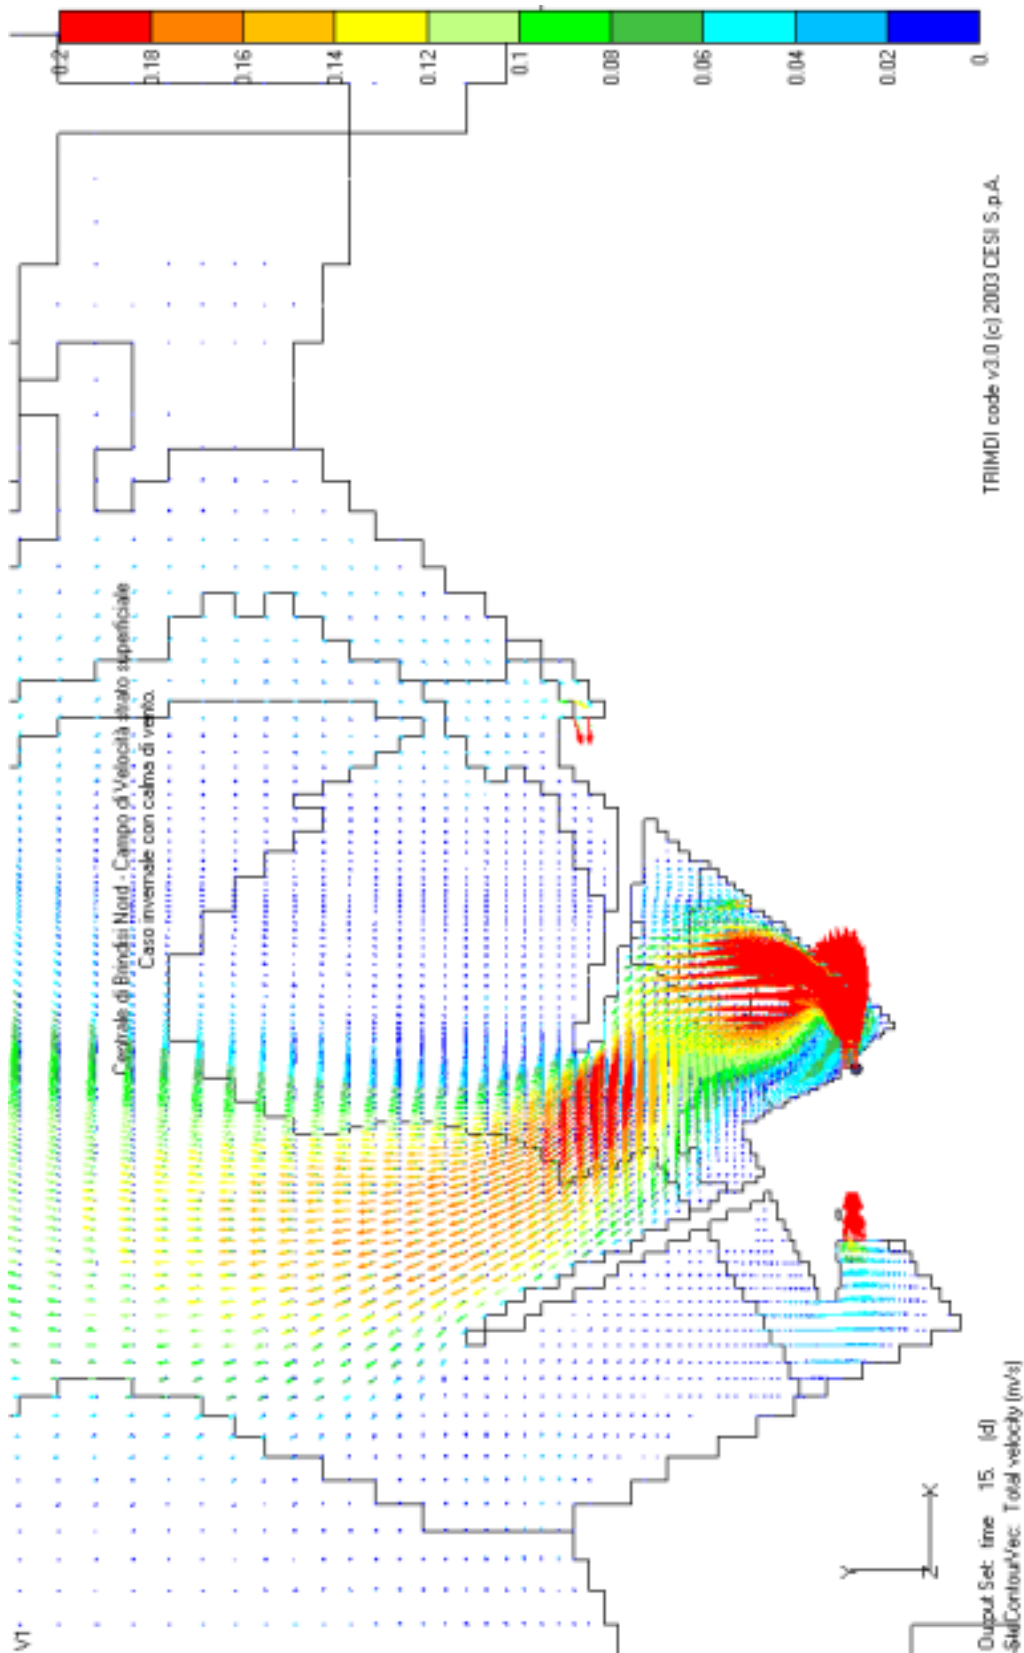 V1
0.2
0.18
0.16
0.14
0.12
0.1
0.08
0.06
0.04
0.02
0.
Centrale di Brindisi Nord - Campo di Velocità strato superficiale
Caso invernale con calma di vento.
TRIMDI code v3.0 (c) 2003 CESI S.p.A.
Y
Z X
Output Set: time 15. (d)
Total velocity (m/s)